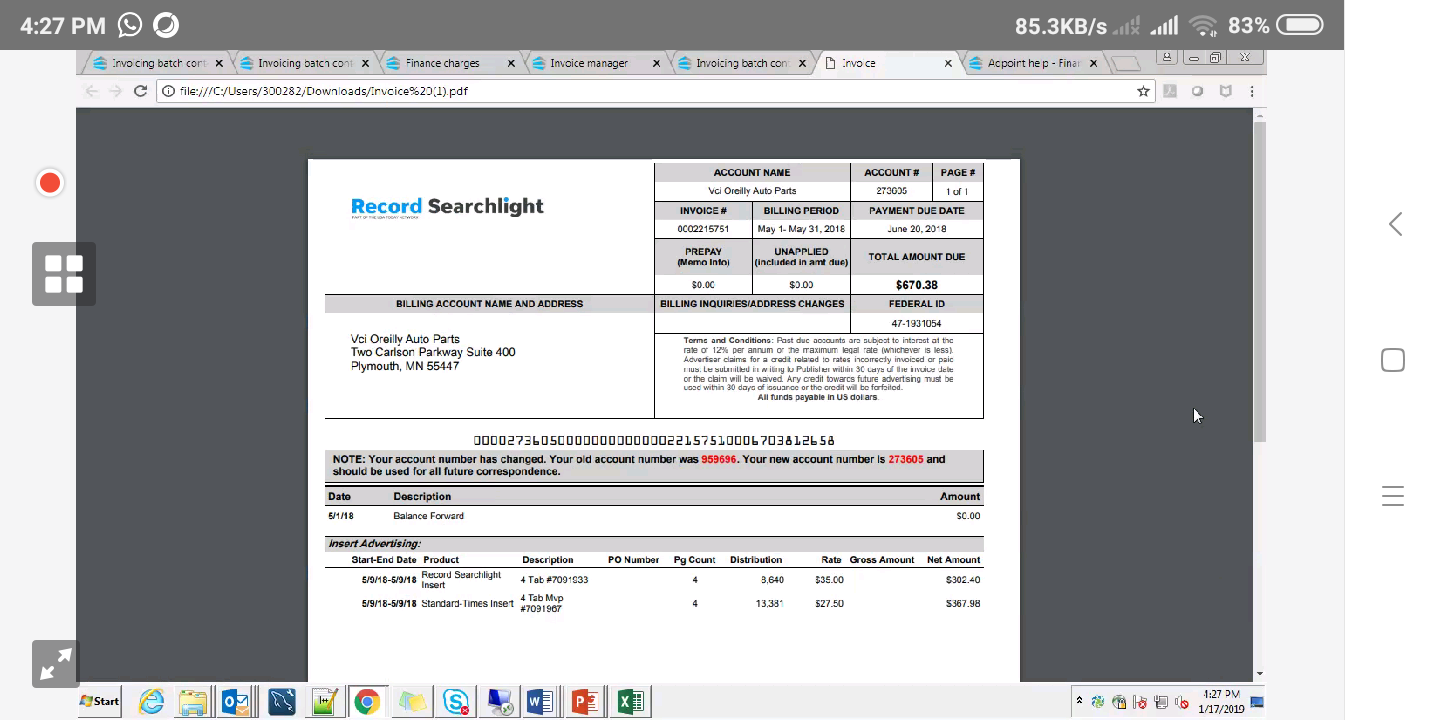 4:27 PM
85.3KB/s
83%
Invoicing batch con
Invoicing batch con
Finance charges
Invoice manager
Invoicing batch con
Invoice
Appoint help - Finar
file:///C:/Users/300282/Downloads/Invoice%20(1).pdf
Record Searchlight
PART OF THE USA TODAY NETWORK
ACCOUNT NAME ACCOUNT # PAGE #
Vci Oreilly Auto Parts 273605 1 of 1
INVOICE # BILLING PERIOD PAYMENT DUE DATE
0002215751 May 1- May 31, 2018 June 20, 2018
PREPAY (Memo Info) UNAPPLIED (included in amt due) TOTAL AMOUNT DUE
$0.00 $0.00 $670.38
BILLING ACCOUNT NAME AND ADDRESS BILLING INQUIRIES/ADDRESS CHANGES FEDERAL ID
47-1931054
Vci Oreilly Auto Parts
Two Carlson Parkway Suite 400
Plymouth, MN 55447
Terms and Conditions: Past due accounts are subject to interest at the
rate of 12% per annum or the maximum legal rate (whichever is less).
Advertiser claims for a credit related to rates incorrectly invoiced or paid
must be submitted in writing to Publisher within 30 days of the invoice date
or the claim will be waived. Any credit towards future advertising must be
used within 30 days of issuance or the credit will be forfeited.
All funds payable in US dollars.
0000273605000000000000022157510006703812658
NOTE: Your account number has changed. Your old account number was 959696. Your new account number is 273605 and
should be used for all future correspondence.
Date Description Amount
5/1/18 Balance Forward $0.00
Insert Advertising:
Start-End Date Product Description PO Number Pg Count Distribution Rate Gross Amount Net Amount
5/9/18-5/9/18 Record Searchlight Insert 4 Tab #7091933 4 8,640 $35.00 $302.40
5/9/18-5/9/18 Standard-Times Insert 4 Tab Mvp #7091967 4 13,381 $27.50 $367.98
Start
4:27 PM
1/17/2019